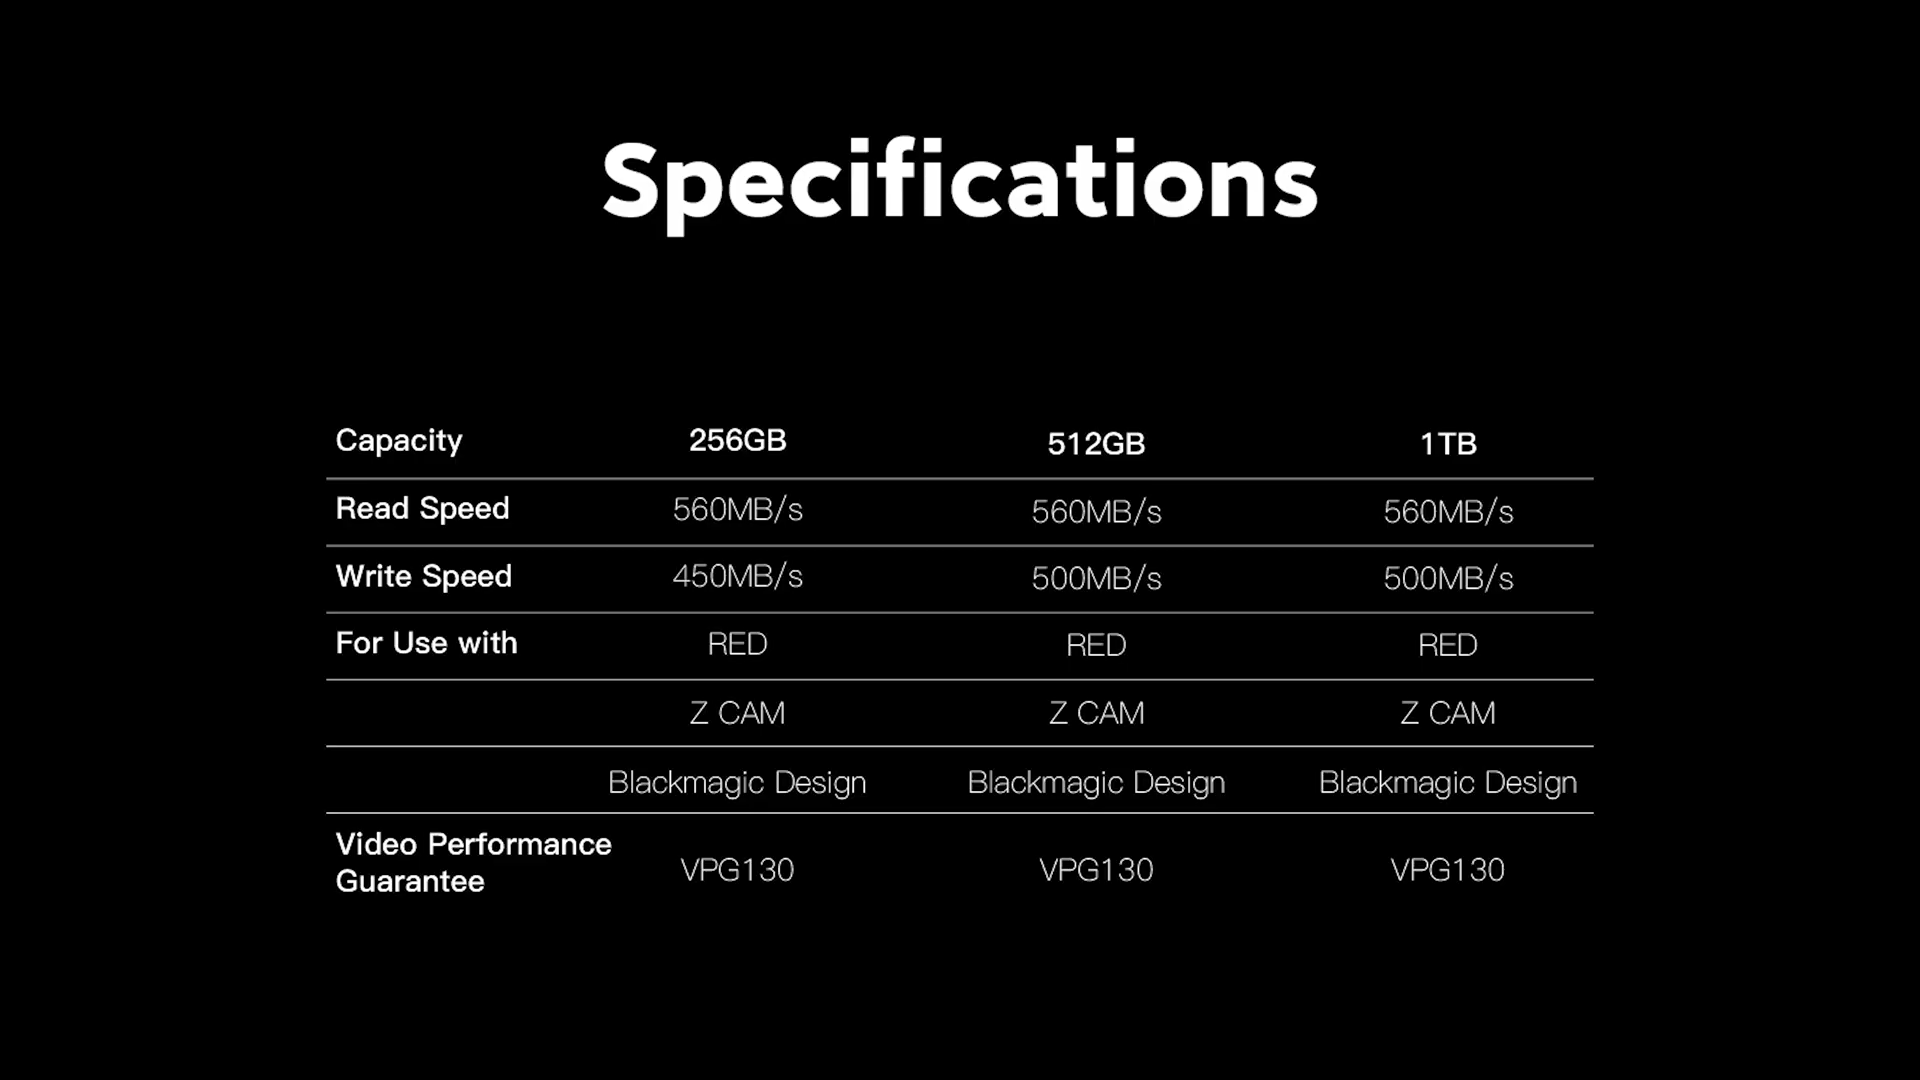 Specifications
Capacity 256GB 512GB 1TB
Read Speed 560MB/s 560MB/s 560MB/s
Write Speed 450MB/s 500MB/s 500MB/s
For Use with RED RED RED
Z CAM Z CAM Z CAM
Blackmagic Design Blackmagic Design Blackmagic Design
Video Performance
Guarantee VPG130 VPG130 VPG130